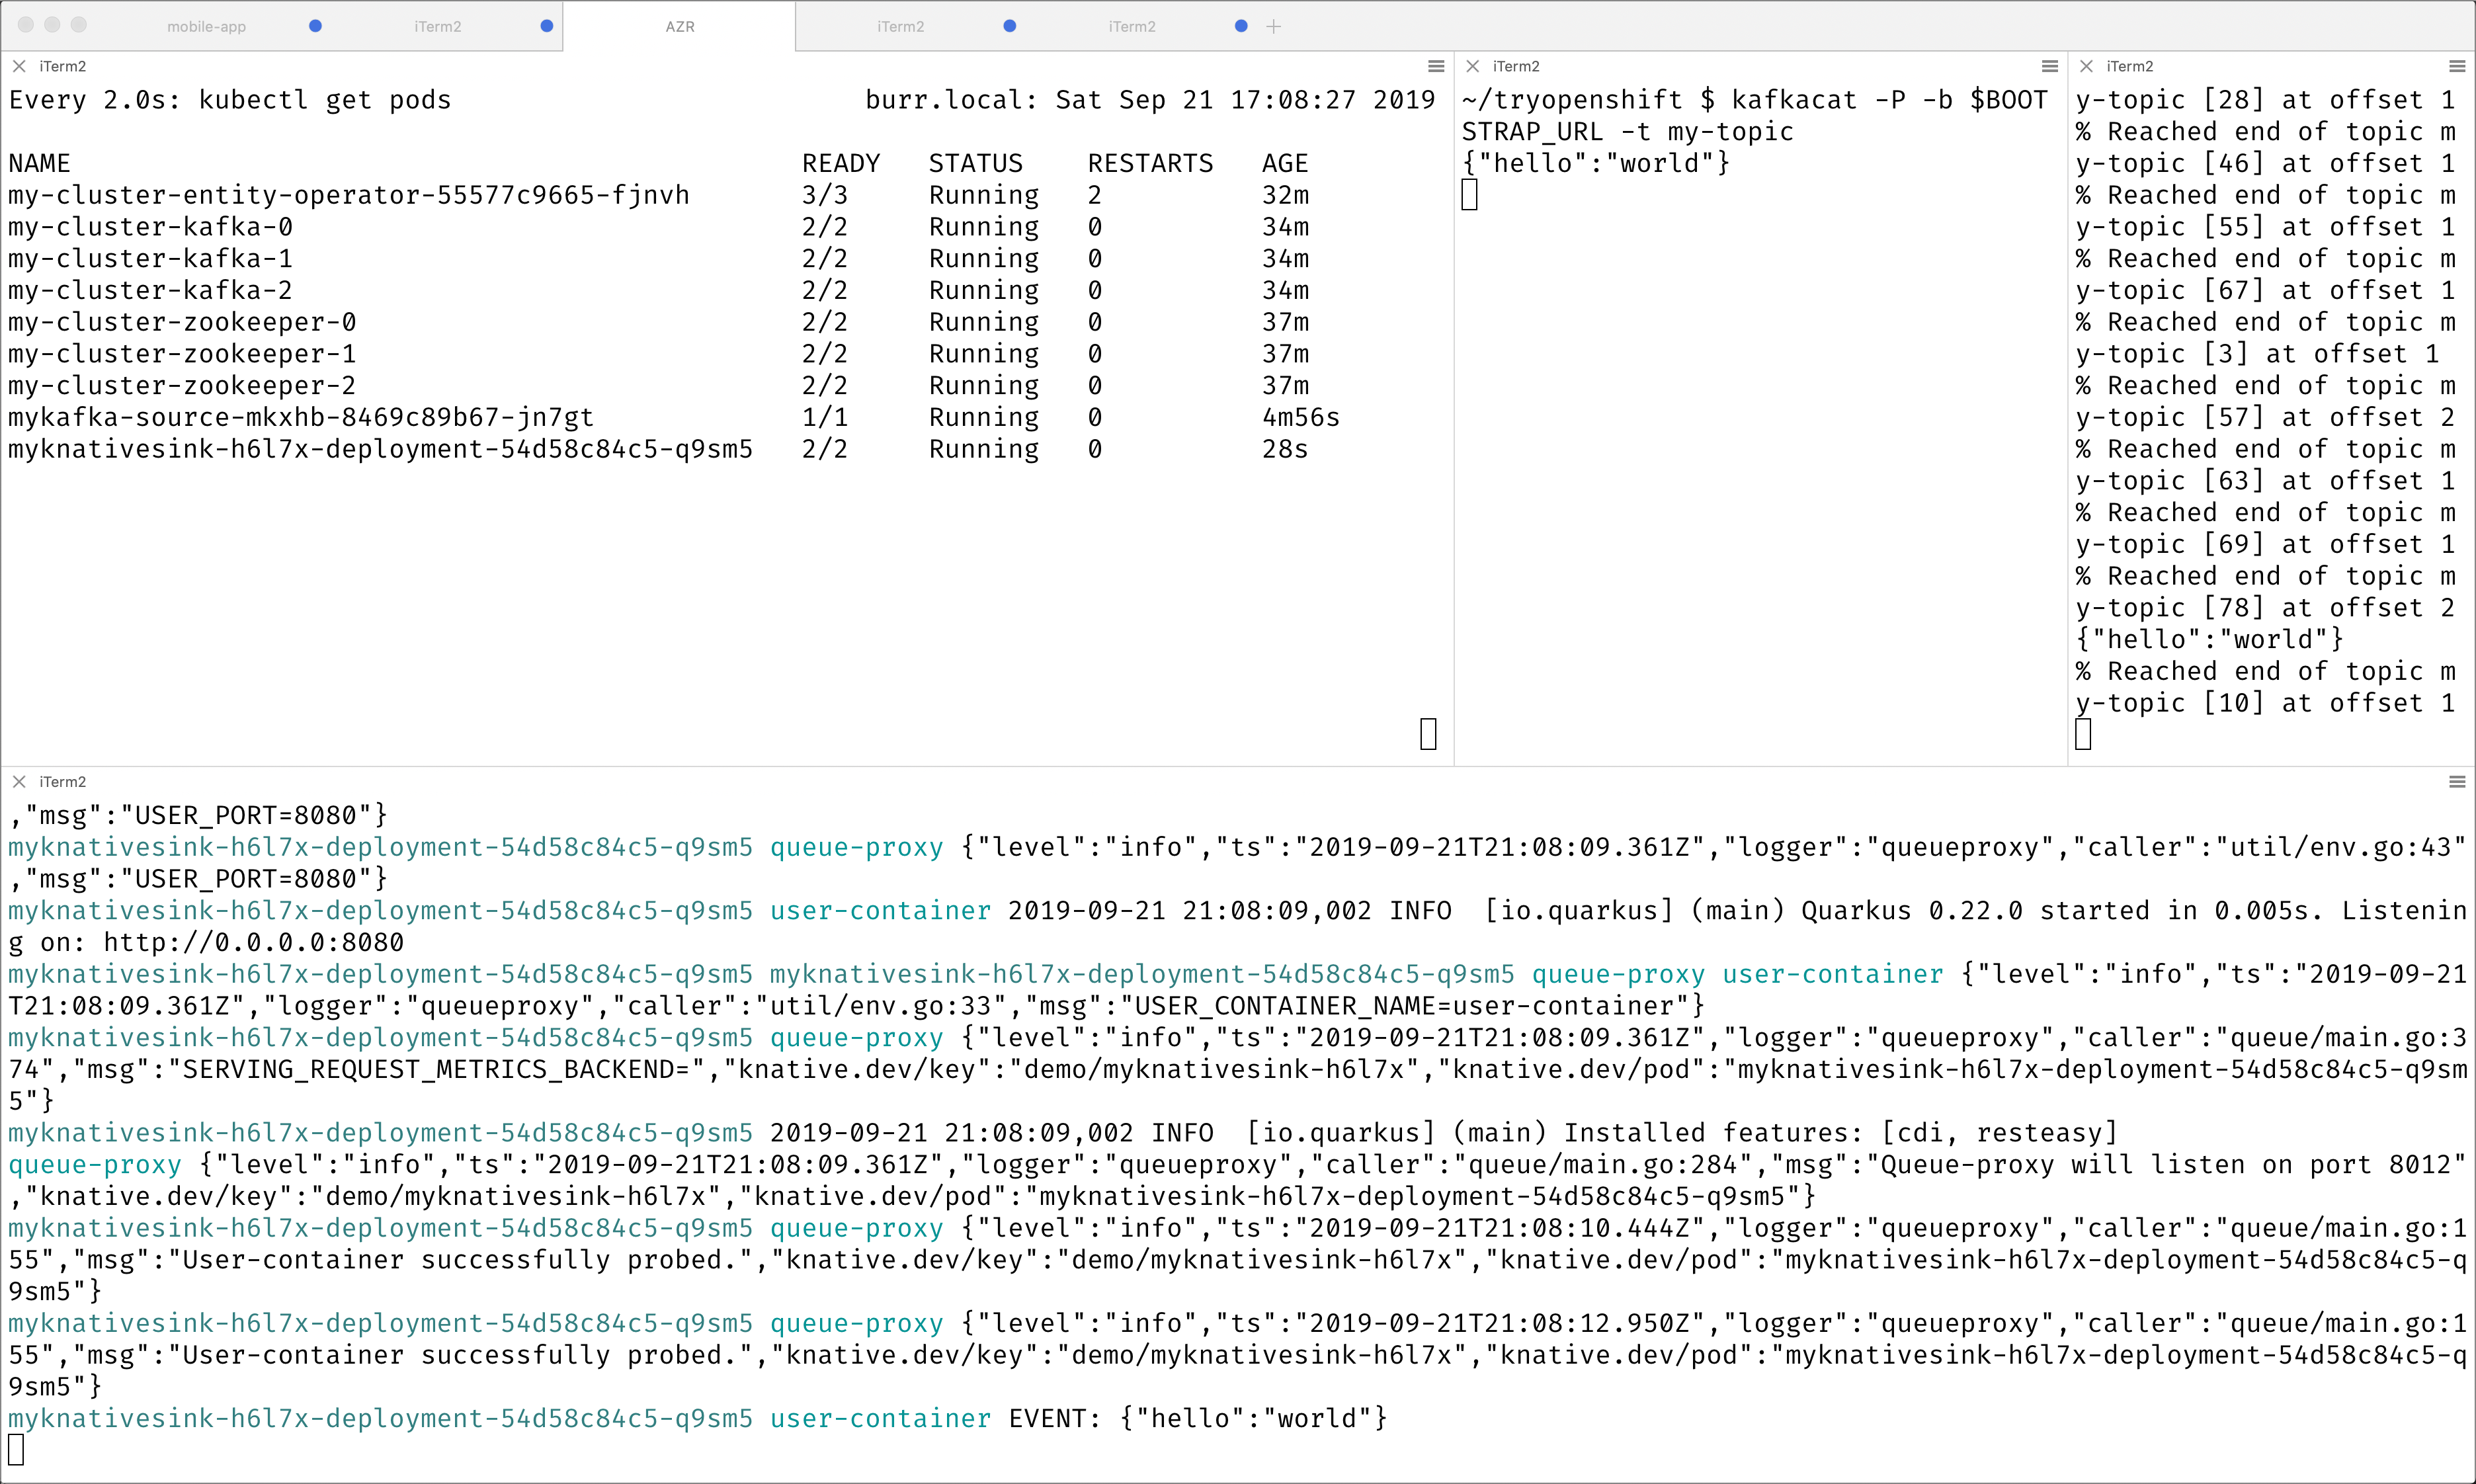 mobile-app iTerm2 AZR iTerm2 iTerm2
iTerm2
Every 2.0s: kubectl get pods burr.local: Sat Sep 21 17:08:27 2019
NAME READY STATUS RESTARTS AGE
my-cluster-entity-operator-55577c9665-fjnvh 3/3 Running 2 32m
my-cluster-kafka-0 2/2 Running 0 34m
my-cluster-kafka-1 2/2 Running 0 34m
my-cluster-kafka-2 2/2 Running 0 34m
my-cluster-zookeeper-0 2/2 Running 0 37m
my-cluster-zookeeper-1 2/2 Running 0 37m
my-cluster-zookeeper-2 2/2 Running 0 37m
mykafka-source-mkxhb-8469c89b67-jn7gt 1/1 Running 0 4m56s
myknativesink-h6l7x-deployment-54d58c84c5-q9sm5 2/2 Running 0 28s
iTerm2
~/tryopenshift $ kafkacat -P -b $BOOT
STRAP_URL -t my-topic
{"hello":"world"}
iTerm2
y-topic [28] at offset 1
% Reached end of topic m
y-topic [46] at offset 1
% Reached end of topic m
y-topic [55] at offset 1
% Reached end of topic m
y-topic [67] at offset 1
% Reached end of topic m
y-topic [3] at offset 1
% Reached end of topic m
y-topic [57] at offset 2
% Reached end of topic m
y-topic [63] at offset 1
% Reached end of topic m
y-topic [69] at offset 1
% Reached end of topic m
y-topic [78] at offset 2
{"hello":"world"}
% Reached end of topic m
y-topic [10] at offset 1
iTerm2
,"msg":"USER_PORT=8080"}
myknativesink-h6l7x-deployment-54d58c84c5-q9sm5 queue-proxy {"level":"info","ts":"2019-09-21T21:08:09.361Z","logger":"queueproxy","caller":"util/env.go:43"
,"msg":"USER_PORT=8080"}
myknativesink-h6l7x-deployment-54d58c84c5-q9sm5 user-container 2019-09-21 21:08:09,002 INFO [io.quarkus] (main) Quarkus 0.22.0 started in 0.005s. Listenin
g on: http://0.0.0.0:8080
myknativesink-h6l7x-deployment-54d58c84c5-q9sm5 myknativesink-h6l7x-deployment-54d58c84c5-q9sm5 queue-proxy user-container {"level":"info","ts":"2019-09-21
T21:08:09.361Z","logger":"queueproxy","caller":"util/env.go:33","msg":"USER_CONTAINER_NAME=user-container"}
myknativesink-h6l7x-deployment-54d58c84c5-q9sm5 queue-proxy {"level":"info","ts":"2019-09-21T21:08:09.361Z","logger":"queueproxy","caller":"queue/main.go:3
74","msg":"SERVING_REQUEST_METRICS_BACKEND=","knative.dev/key":"demo/myknativesink-h6l7x","knative.dev/pod":"myknativesink-h6l7x-deployment-54d58c84c5-q9sm
5"}
myknativesink-h6l7x-deployment-54d58c84c5-q9sm5 2019-09-21 21:08:09,002 INFO [io.quarkus] (main) Installed features: [cdi, resteasy]
queue-proxy {"level":"info","ts":"2019-09-21T21:08:09.361Z","logger":"queueproxy","caller":"queue/main.go:284","msg":"Queue-proxy will listen on port 8012"
,"knative.dev/key":"demo/myknativesink-h6l7x","knative.dev/pod":"myknativesink-h6l7x-deployment-54d58c84c5-q9sm5"}
myknativesink-h6l7x-deployment-54d58c84c5-q9sm5 queue-proxy {"level":"info","ts":"2019-09-21T21:08:10.444Z","logger":"queueproxy","caller":"queue/main.go:1
55","msg":"User-container successfully probed.","knative.dev/key":"demo/myknativesink-h6l7x","knative.dev/pod":"myknativesink-h6l7x-deployment-54d58c84c5-q
9sm5"}
myknativesink-h6l7x-deployment-54d58c84c5-q9sm5 queue-proxy {"level":"info","ts":"2019-09-21T21:08:12.950Z","logger":"queueproxy","caller":"queue/main.go:1
55","msg":"User-container successfully probed.","knative.dev/key":"demo/myknativesink-h6l7x","knative.dev/pod":"myknativesink-h6l7x-deployment-54d58c84c5-q
9sm5"}
myknativesink-h6l7x-deployment-54d58c84c5-q9sm5 user-container EVENT: {"hello":"world"}